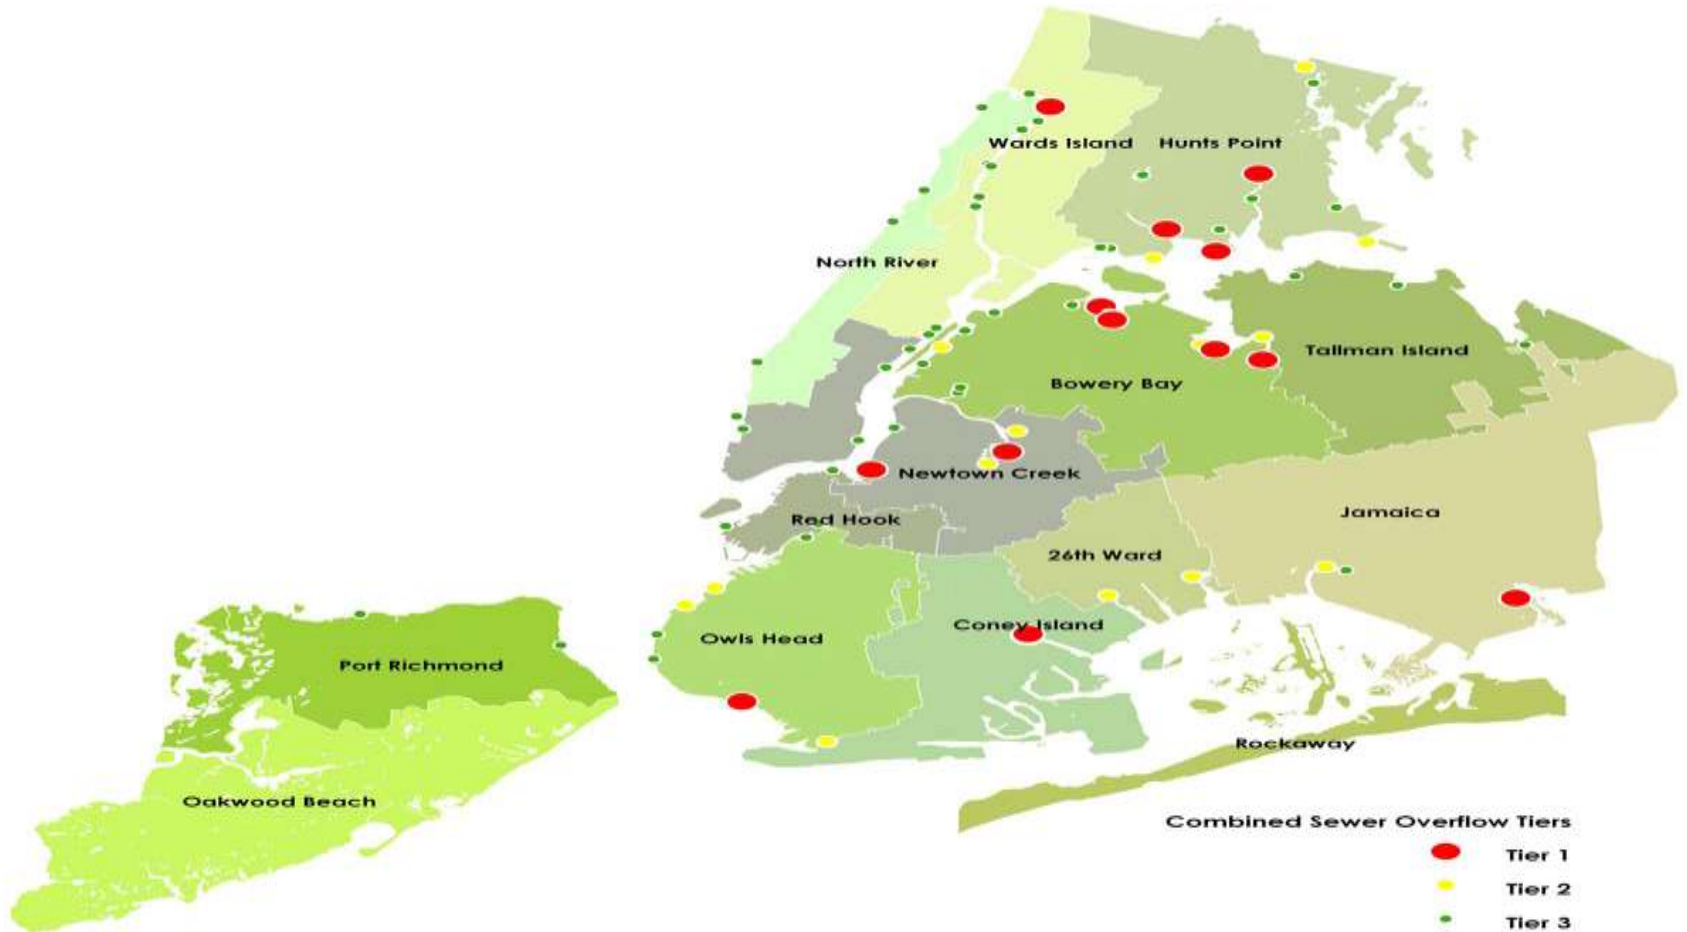 Wards Island
Hunts Point
North River
Tallman Island
Bowery Bay
Newtown Creek
Jamaica
Red Hook
26th Ward
Coney Island
Owls Head
Port Richmond
Rockaway
Oakwood Beach
Combined Sewer Overflow Tiers
Tier 1
Tier 2
Tier 3